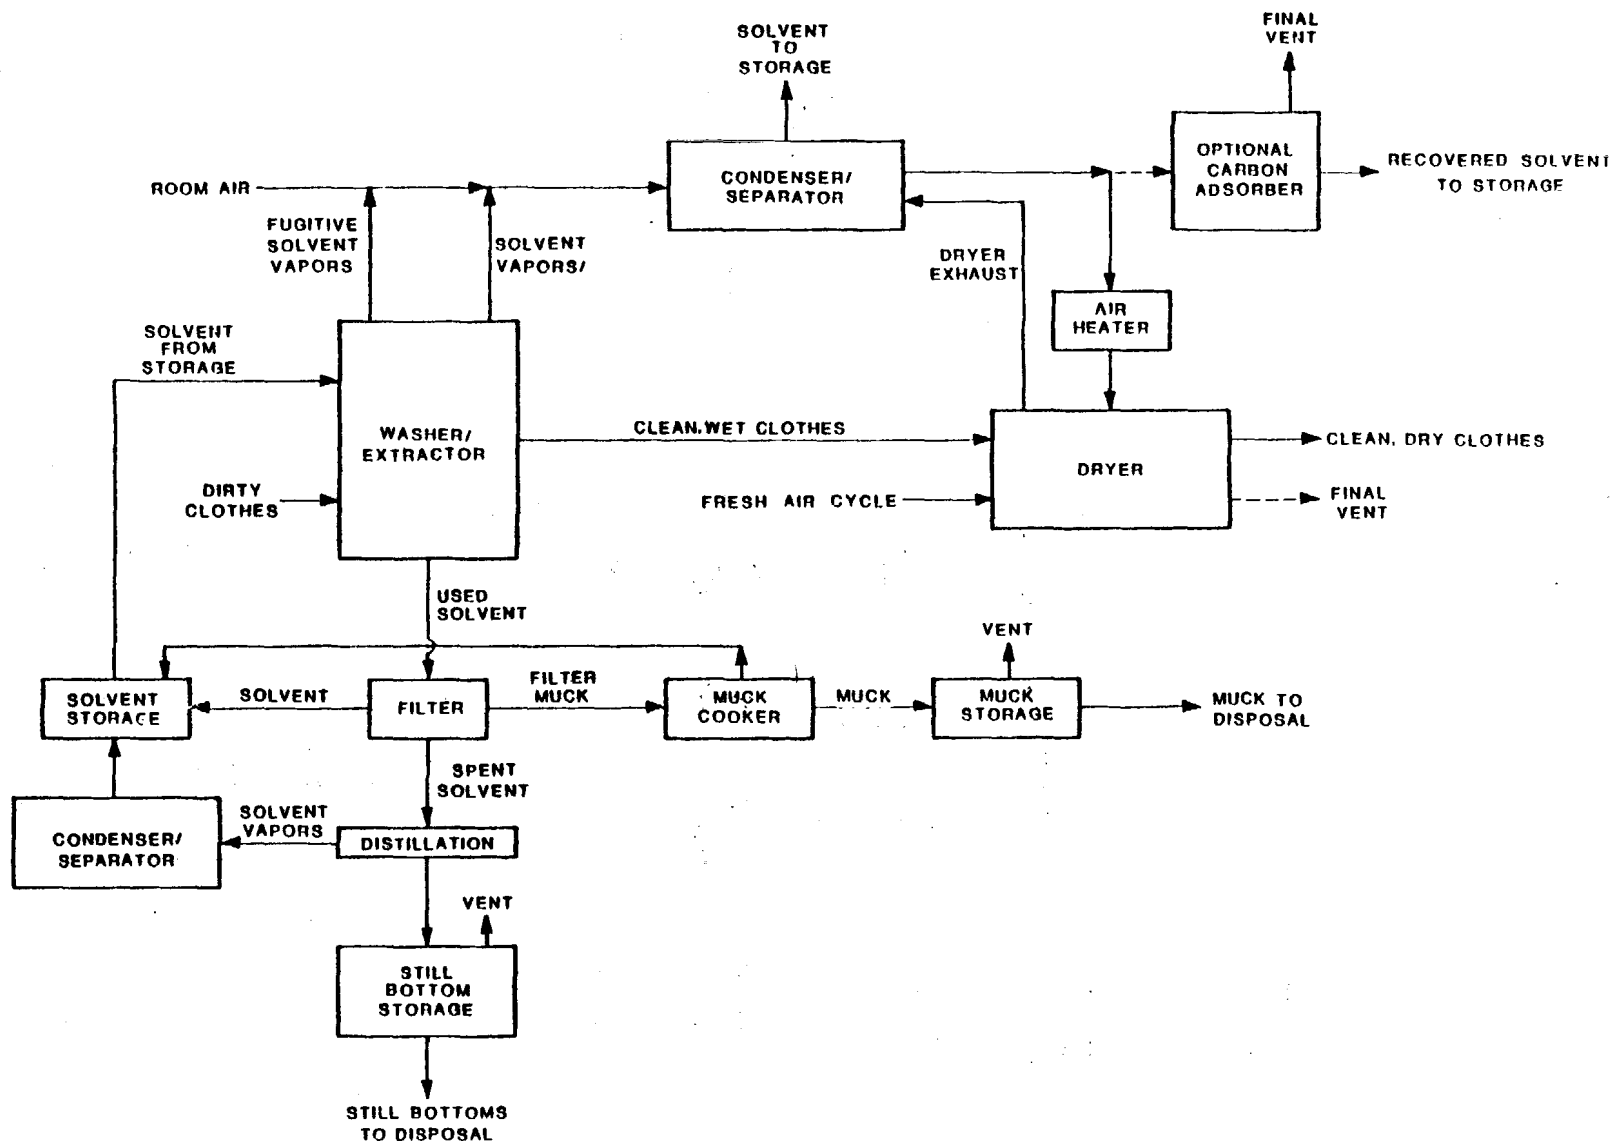 SOLVENT
TO
STORAGE
FINAL
VENT
ROOM AIR
CONDENSER/
SEPARATOR
OPTIONAL
CARBON
ADSORBER
RECOVERED SOLVENT
TO STORAGE
FUGITIVE
SOLVENT
VAPORS
SOLVENT
VAPORS/
DRYER
EXHAUST
AIR
HEATER
SOLVENT
FROM
STORAGE
WASHER/
EXTRACTOR
CLEAN, WET CLOTHES
DRYER
CLEAN, DRY CLOTHES
DIRTY
CLOTHES
FRESH AIR CYCLE
FINAL
VENT
USED
SOLVENT
VENT
SOLVENT
STORAGE
SOLVENT
FILTER
FILTER
MUCK
MUCK
COOKER
MUCK
MUCK
STORAGE
MUCK TO
DISPOSAL
SPENT
SOLVENT
SOLVENT
VAPORS
CONDENSER/
SEPARATOR
DISTILLATION
VENT
STILL
BOTTOM
STORAGE
STILL BOTTOMS
TO DISPOSAL